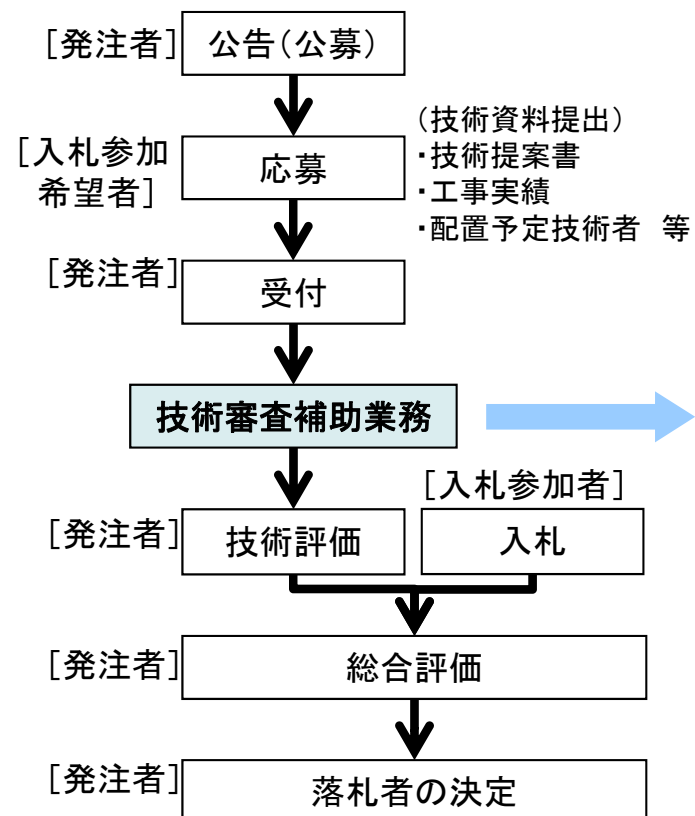 [発注者]
公告(公募)
[入札参加
希望者]
応募
(技術資料提出)
・技術提案書
・工事実績
・配置予定技術者　等
[発注者]
受付
技術審査補助業務
[入札参加者]
[発注者]
技術評価
入札
[発注者]
総合評価
[発注者]
落札者の決定